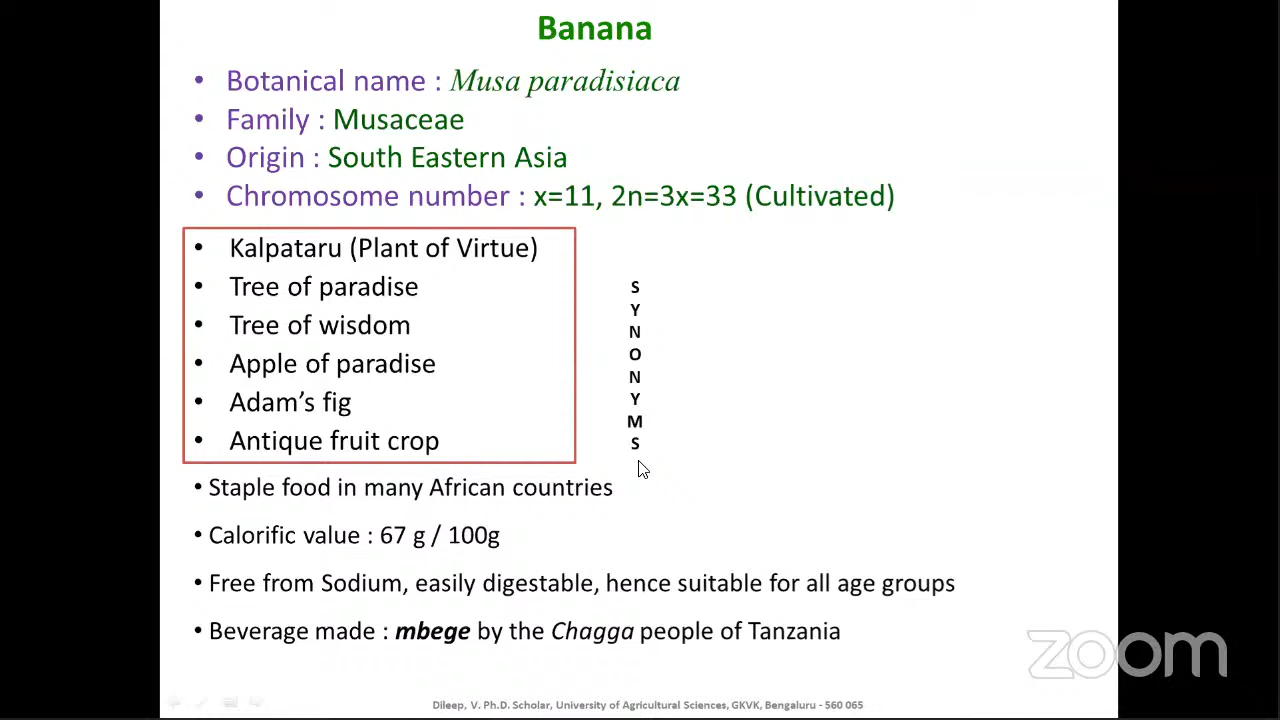 Banana
• Botanical name : Musa paradisiaca
• Family : Musaceae
• Origin : South Eastern Asia
• Chromosome number : x=11, 2n=3x=33 (Cultivated)
• Kalpataru (Plant of Virtue)
• Tree of paradise
• Tree of wisdom
• Apple of paradise
• Adam’s fig
• Antique fruit crop
S
Y
N
O
N
Y
M
S
• Staple food in many African countries
• Calorific value : 67 g / 100g
• Free from Sodium, easily digestable, hence suitable for all age groups
• Beverage made : mbege by the Chagga people of Tanzania
zoom
Dileep, V. Ph.D. Scholar, University of Agricultural Sciences, GKVK, Bengaluru - 560 065